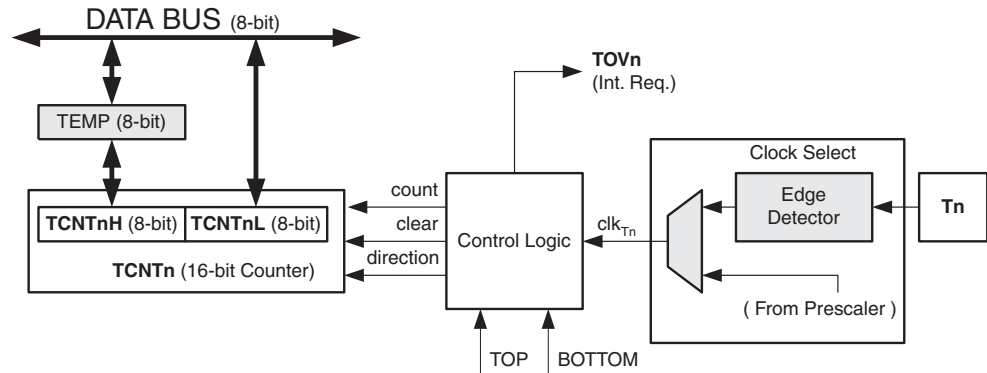 DATA BUS (8-bit)
TOVn
(Int. Req.)
TEMP (8-bit)
Clock Select
count
Edge
Detector
Tn
TCNTnH (8-bit) TCNTnL (8-bit)
clear
Control Logic
clkTn
TCNTn (16-bit Counter)
direction
( From Prescaler )
TOP
BOTTOM